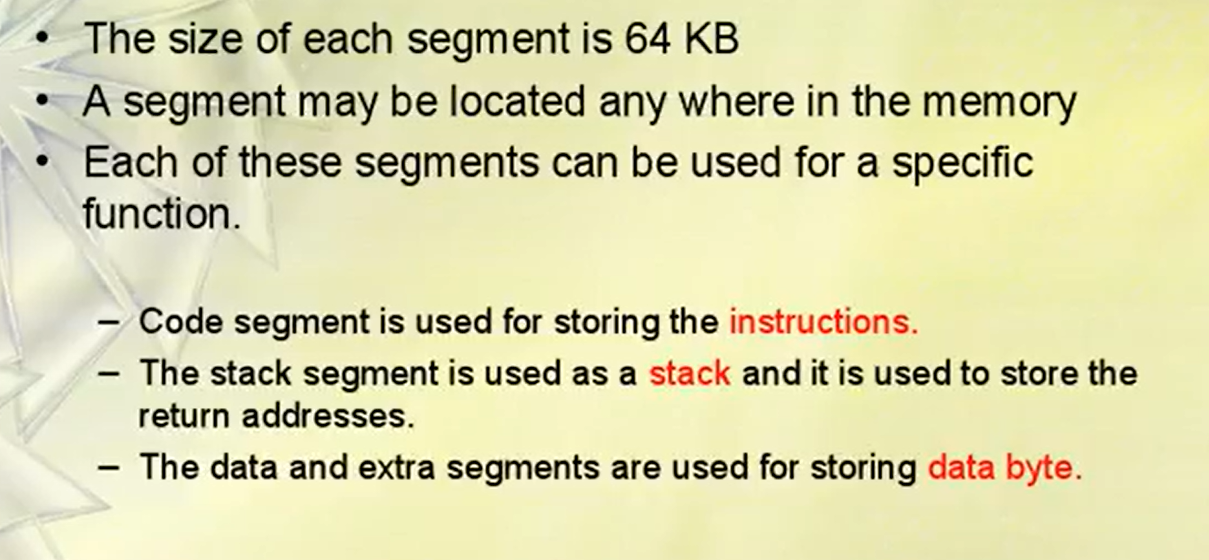 • The size of each segment is 64 KB
• A segment may be located any where in the memory
• Each of these segments can be used for a specific
function.
– Code segment is used for storing the instructions.
– The stack segment is used as a stack and it is used to store the
return addresses.
– The data and extra segments are used for storing data byte.